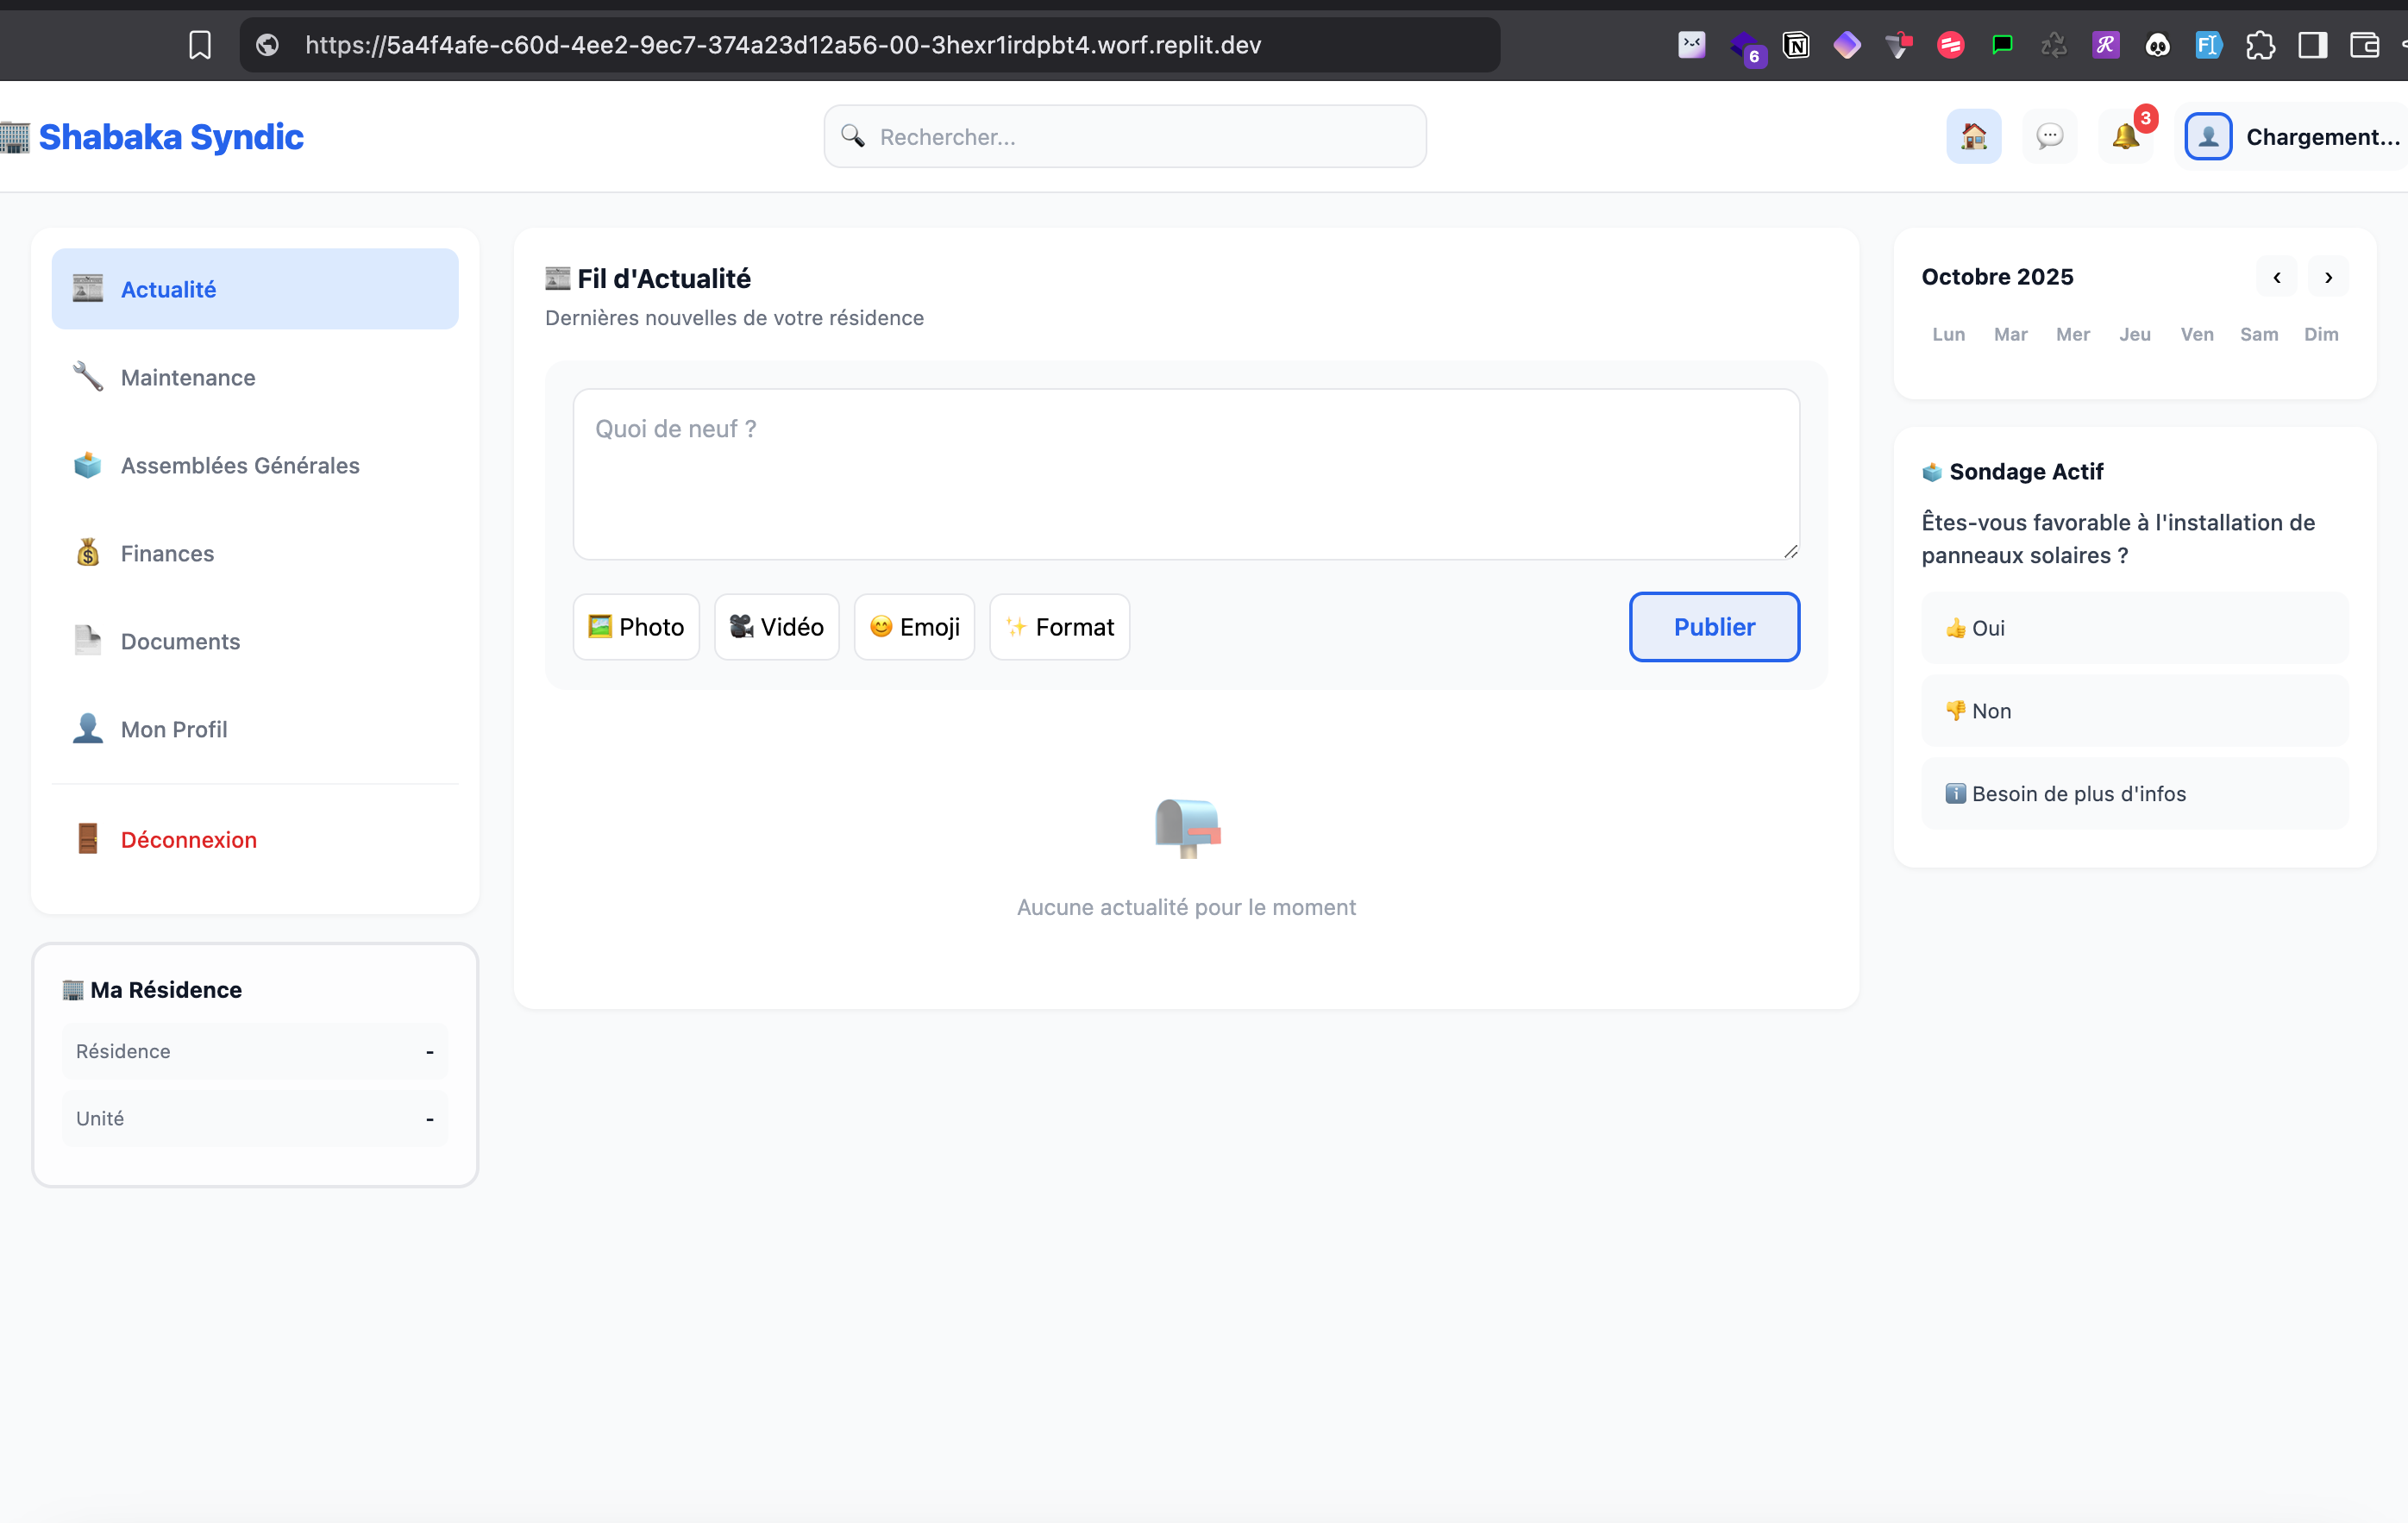 https://5a4f4afe-c60d-4ee2-9ec7-374a23d12a56-00-3hexr1irdpbt4.worf.replit.dev
6
Shabaka Syndic
Rechercher...
3
Chargement...
Actualité
Maintenance
Assemblées Générales
Finances
Documents
Mon Profil
Déconnexion
Ma Résidence
Résidence -
Unité -
Fil d'Actualité
Dernières nouvelles de votre résidence
Quoi de neuf ?
Photo
Vidéo
Emoji
Format
Publier
Aucune actualité pour le moment
Octobre 2025
‹ ›
Lun Mar Mer Jeu Ven Sam Dim
Sondage Actif
Êtes-vous favorable à l'installation de
panneaux solaires ?
Oui
Non
Besoin de plus d'infos